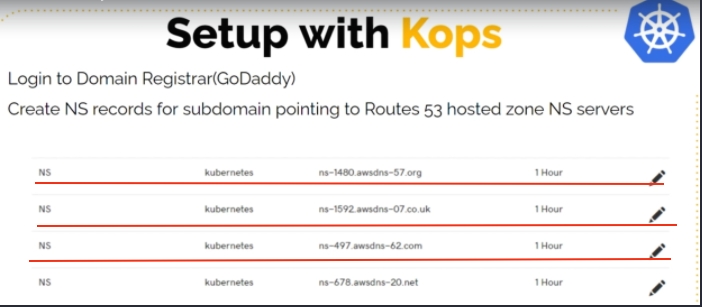 Setup with Kops
Login to Domain Registrar(GoDaddy)
Create NS records for subdomain pointing to Routes 53 hosted zone NS servers
NS kubernetes ns-1480.awsdns-57.org 1 Hour
NS kubernetes ns-1592.awsdns-07.co.uk 1 Hour
NS kubernetes ns-497.awsdns-62.com 1 Hour
NS kubernetes ns-678.awsdns-20.net 1 Hour